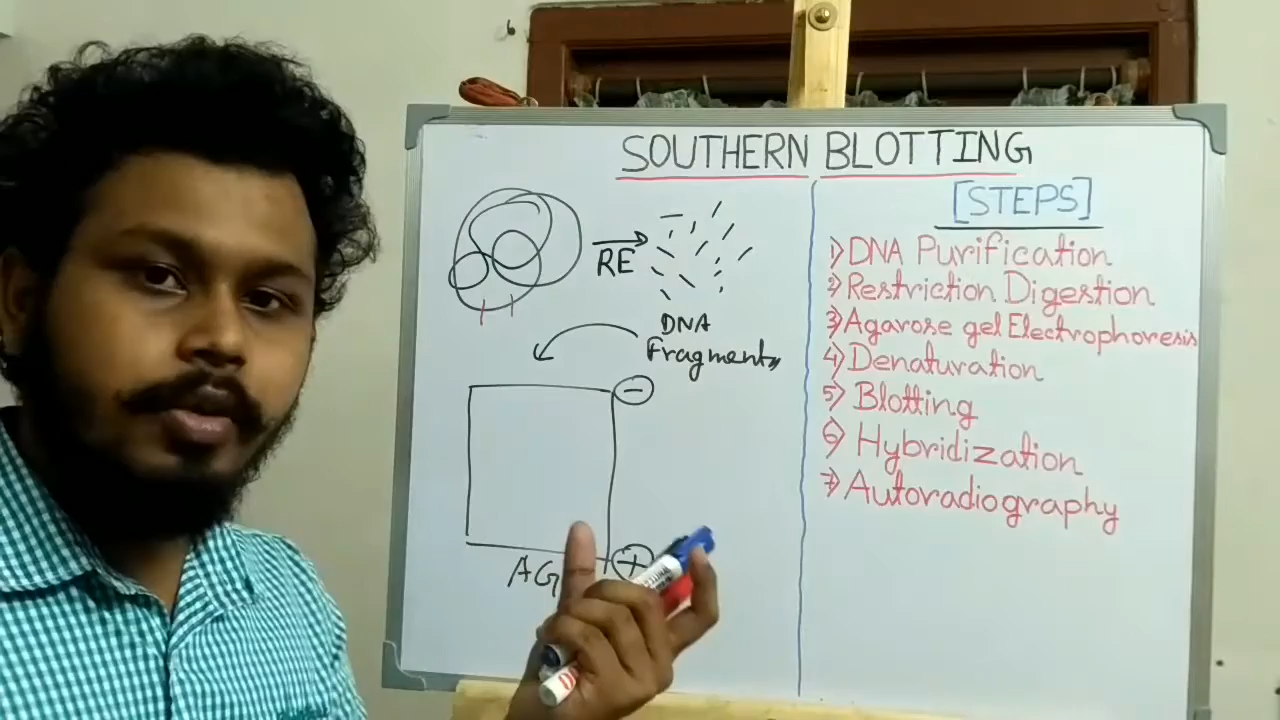 SOUTHERN BLOTTING
RE
DNA
Fragments
-
+
AG
[STEPS]
1) DNA Purification
2) Restriction Digestion
3) Agarose gel Electrophoresis
4) Denaturation
5) Blotting
6) Hybridization
7) Autoradiography